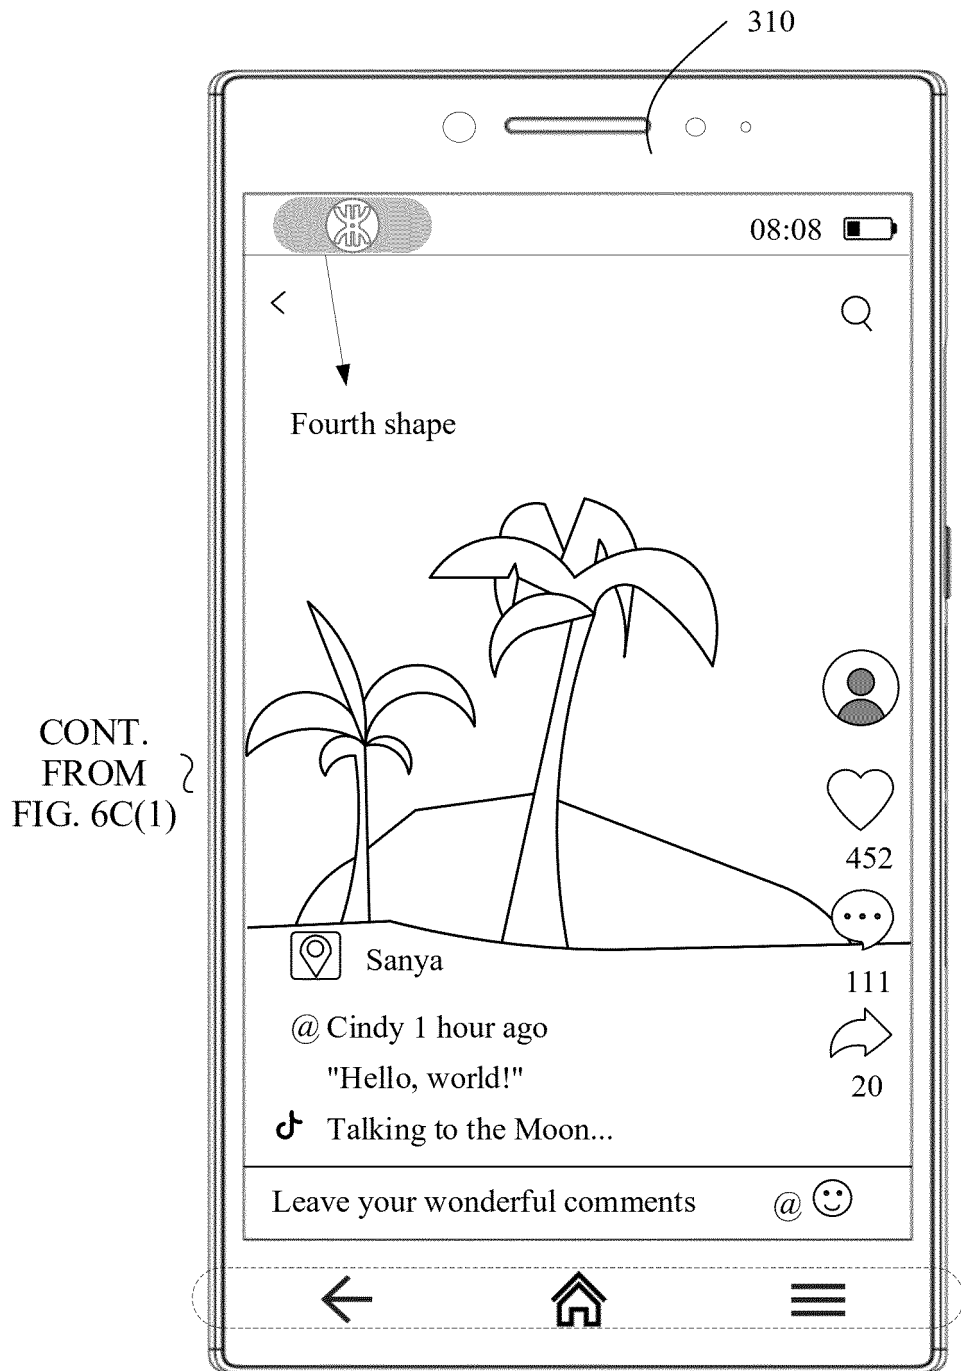 310
08:08
Fourth shape
CONT.
FROM
FIG. 6C(1)
452
111
Sanya
@ Cindy 1 hour ago
"Hello, world!"
20
Talking to the Moon...
Leave your wonderful comments @